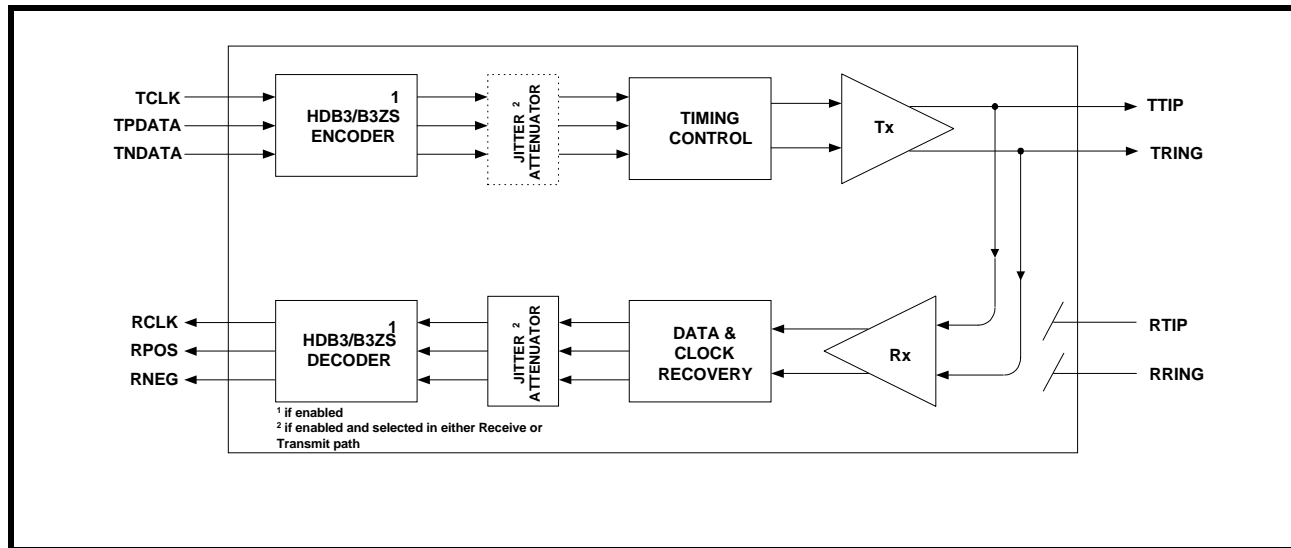 TCLK
TPDATA
TNDATA
1
HDB3/B3ZS
ENCODER
JITTER 2
ATTENUATOR
TIMING
CONTROL
Tx
TTIP
TRING
RCLK
RPOS
RNEG
1
HDB3/B3ZS
DECODER
JITTER 2
ATTENUATOR
DATA &
CLOCK
RECOVERY
Rx
RTIP
RRING
1 if enabled
2 if enabled and selected in either Receive or
Transmit path